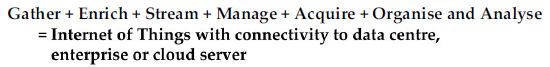 Gather + Enrich + Stream + Manage + Acquire + Organise and Analyse
= Internet of Things with connectivity to data centre,
enterprise or cloud server